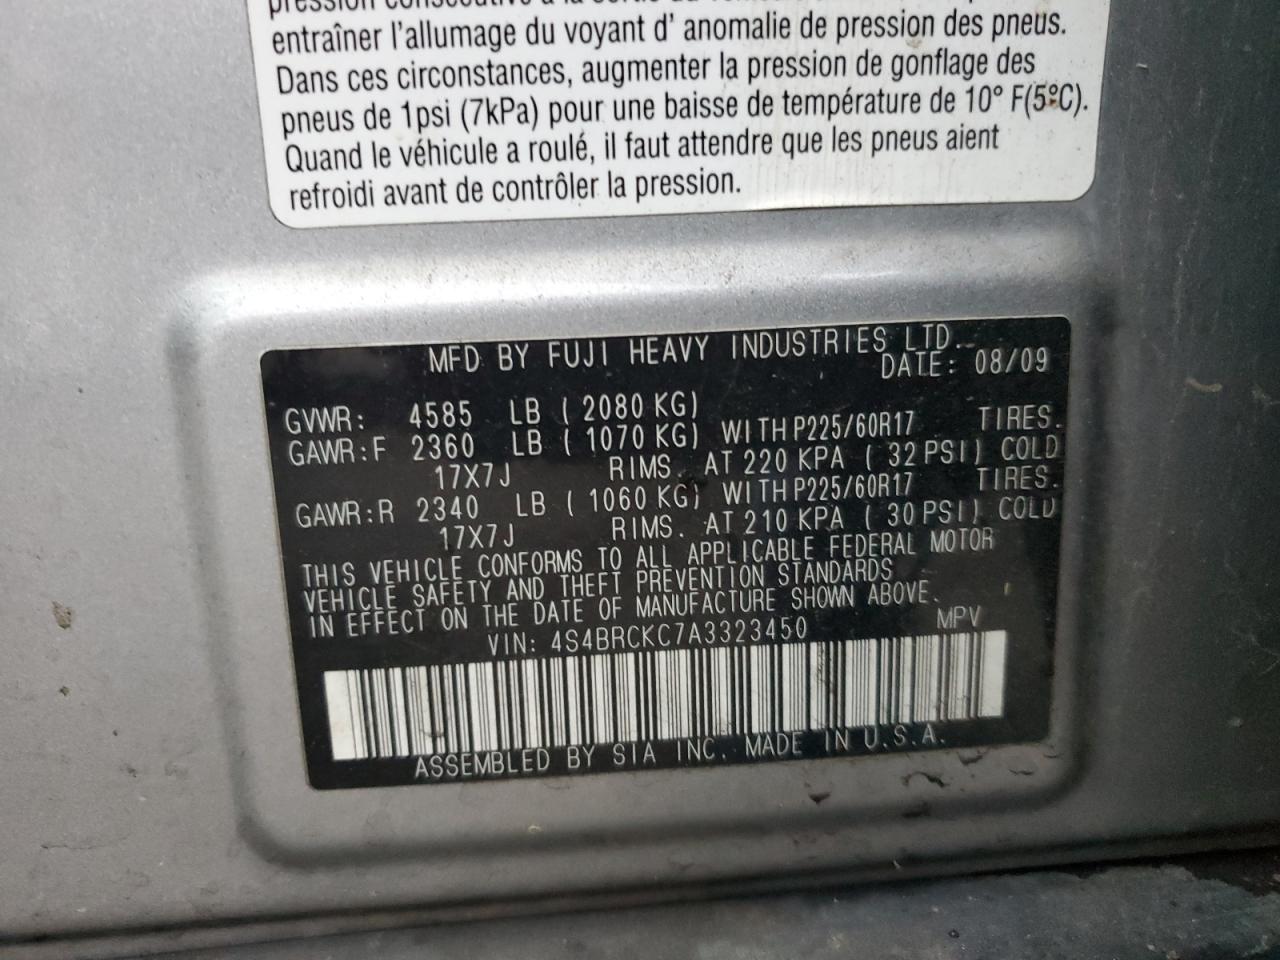 entraîner l'allumage du voyant d' anomalie de pression des pneus.
Dans ces circonstances, augmenter la pression de gonflage des
pneus de 1psi (7kPa) pour une baisse de température de 10° F(5°C).
Quand le véhicule a roulé, il faut attendre que les pneus aient
refroidi avant de contrôler la pression.
MFD BY FUJI HEAVY INDUSTRIES LTD.
DATE: 08/09
GVWR: 4585 LB ( 2080 KG)
GAWR:F 2360 LB ( 1070 KG) WITH P225/60R17 TIRES.
17X7J RIMS. AT 220 KPA ( 32 PSI) COLD
GAWR:R 2340 LB ( 1060 KG) WITH P225/60R17 TIRES.
17X7J RIMS. AT 210 KPA ( 30 PSI) COLD
THIS VEHICLE CONFORMS TO ALL APPLICABLE FEDERAL MOTOR
VEHICLE SAFETY AND THEFT PREVENTION STANDARDS
IN EFFECT ON THE DATE OF MANUFACTURE SHOWN ABOVE.
VIN: 4S4BRCKC7A3323450 MPV
ASSEMBLED BY SIA INC. MADE IN U.S.A.